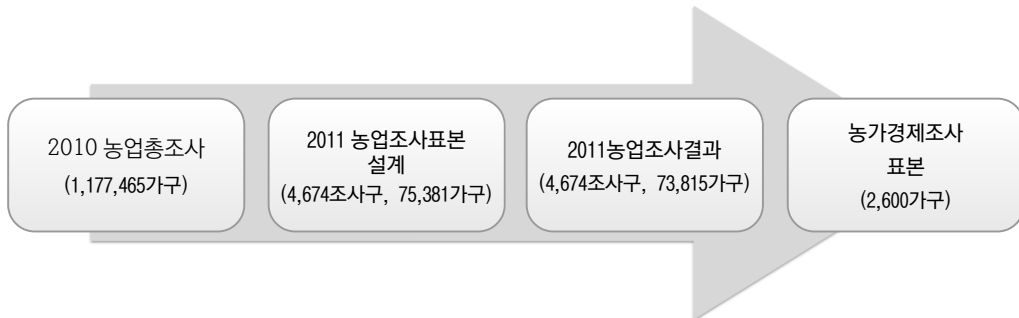 2010 농업총조사
(1,177,465가구)
2011 농업조사표본
설계
(4,674조사구, 75,381가구)
2011농업조사결과
(4,674조사구, 73,815가구)
농가경제조사
표본
(2,600가구)